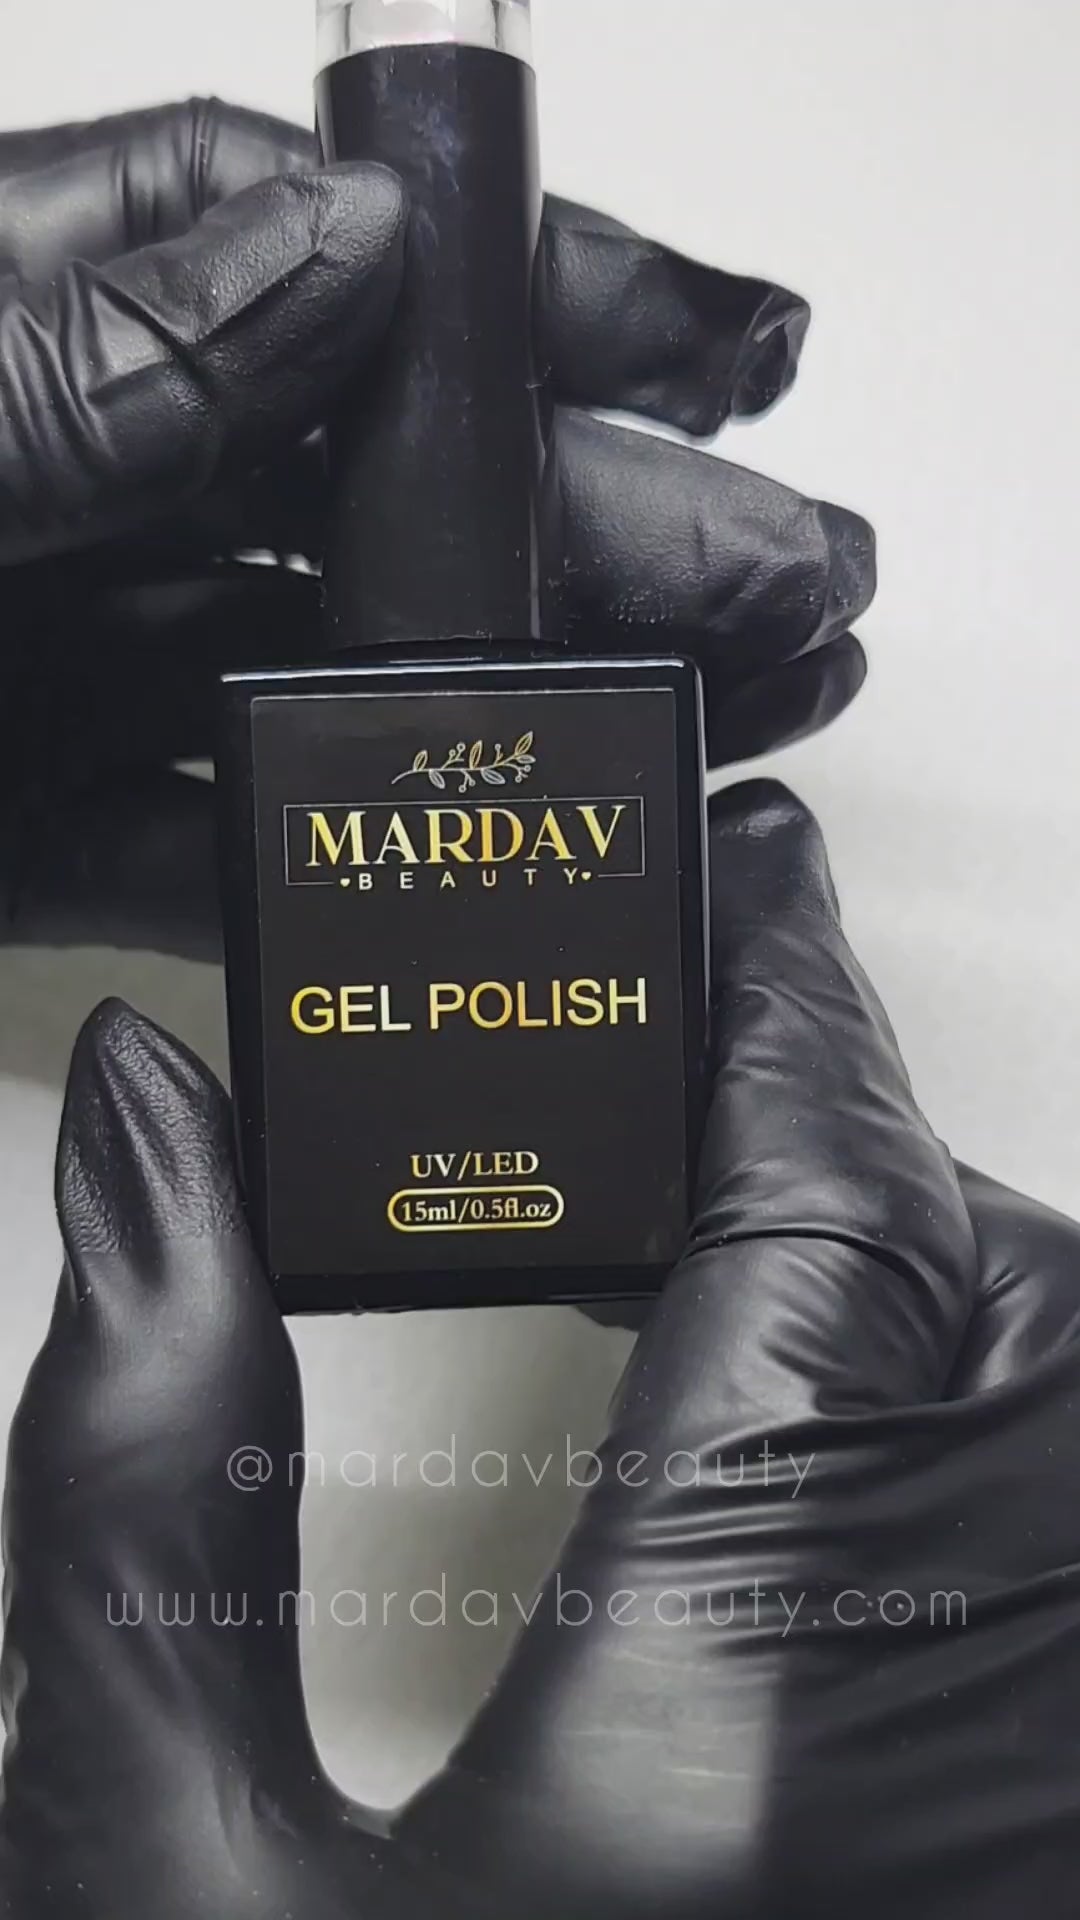 MARDAV
BEAUTY
GEL POLISH
UV/LED
15ml/0.5fl.oz
@mardavbeauty
www.mardavbeauty.com